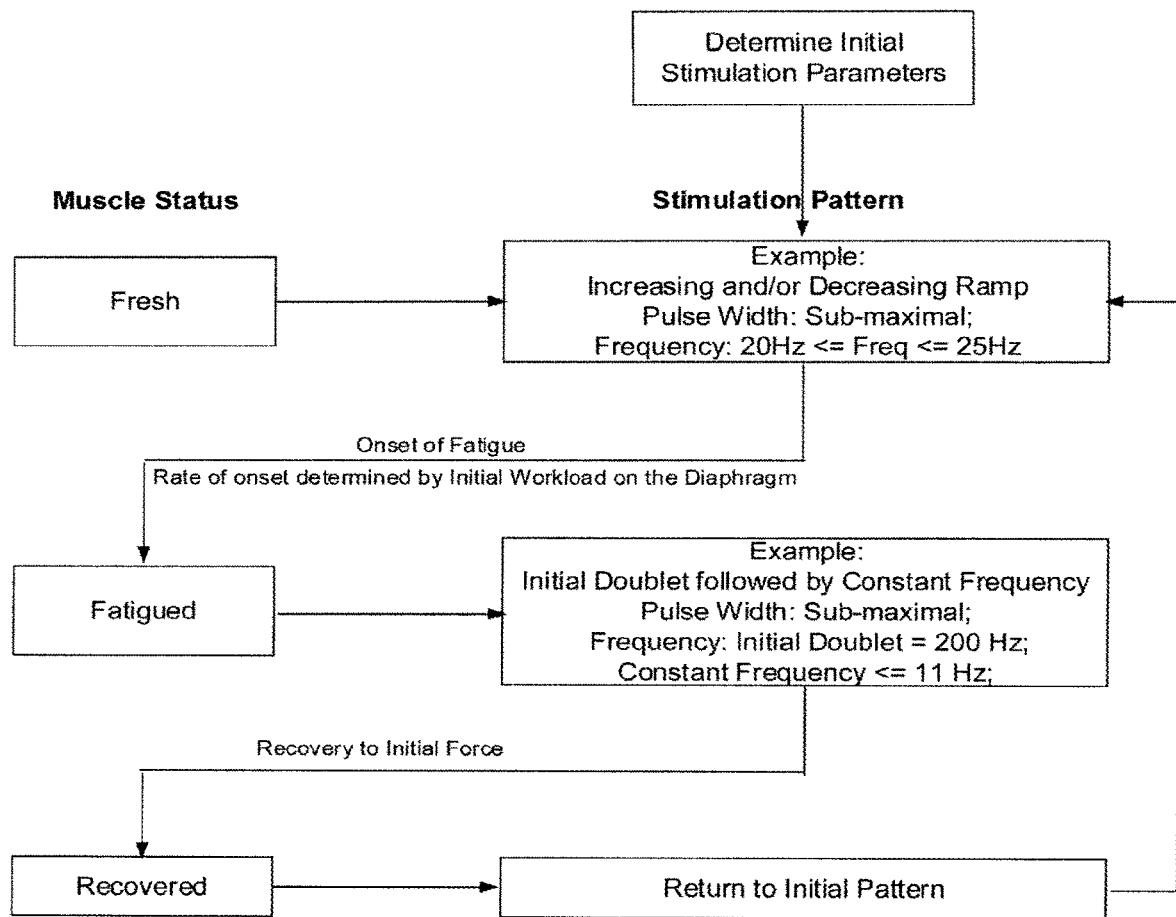 Determine Initial
Stimulation Parameters
Muscle Status
Stimulation Pattern
Fresh
Example:
Increasing and/or Decreasing Ramp
Pulse Width: Sub-maximal;
Frequency: 20Hz <= Freq <= 25Hz
Onset of Fatigue
Rate of onset determined by Initial Workload on the Diaphragm
Fatigued
Example:
Initial Doublet followed by Constant Frequency
Pulse Width: Sub-maximal;
Frequency: Initial Doublet = 200 Hz;
Constant Frequency <= 11 Hz;
Recovery to Initial Force
Recovered
Return to Initial Pattern